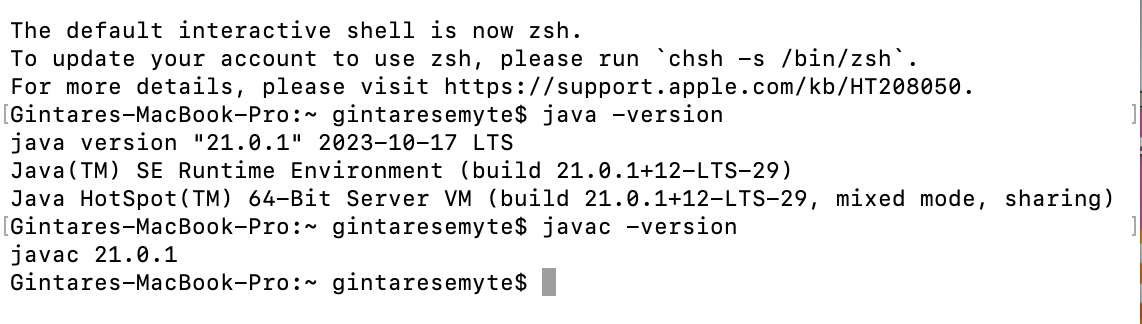 The default interactive shell is now zsh.
To update your account to use zsh, please run `chsh -s /bin/zsh`.
For more details, please visit https://support.apple.com/kb/HT208050.
[Gintares-MacBook-Pro:~ gintaresemyte$ java -version ]
java version "21.0.1" 2023-10-17 LTS
Java(TM) SE Runtime Environment (build 21.0.1+12-LTS-29)
Java HotSpot(TM) 64-Bit Server VM (build 21.0.1+12-LTS-29, mixed mode, sharing)
[Gintares-MacBook-Pro:~ gintaresemyte$ javac -version ]
javac 21.0.1
Gintares-MacBook-Pro:~ gintaresemyte$